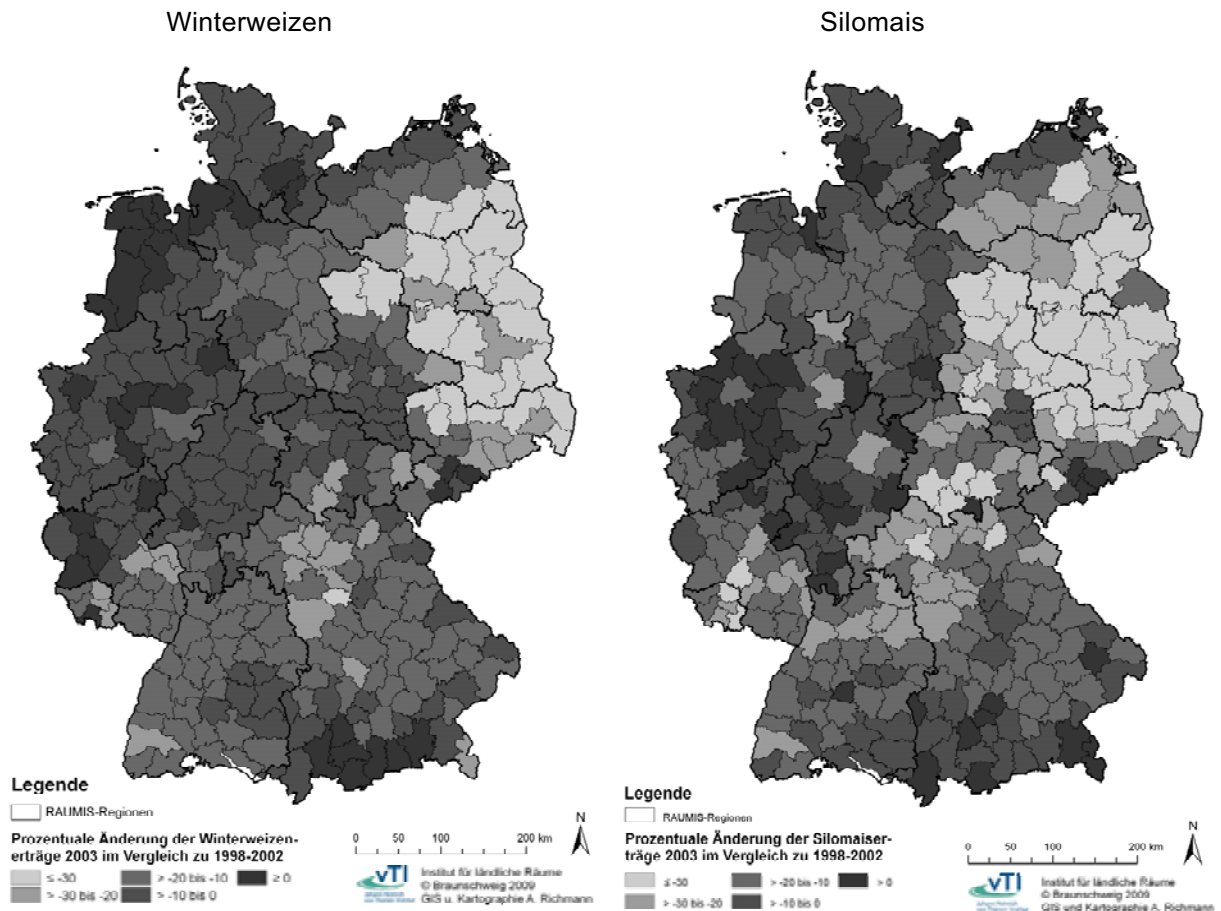 Winterweizen
Silomais
Legende
RAUMIS-Regionen
Prozentuale Änderung der Winterweizen-
erträge 2003 im Vergleich zu 1998-2002
≤ -30
> -20 bis -10
≥ 0
> -30 bis -20
> -10 bis 0
0 50 100 200 km
N
vTI
Institut für ländliche Räume
© Braunschweig 2009
GIS u. Kartographie A. Richmann
Legende
RAUMIS-Regionen
Prozentuale Änderung der Silomaiser-
träge 2003 im Vergleich zu 1998-2002
≤ -30
> -20 bis -10
> 0
> -30 bis -20
> -10 bis 0
0 50 100 200 km
N
vTI
Institut für ländliche Räume
© Braunschweig 2009
GIS und Kartographie A. Richmann